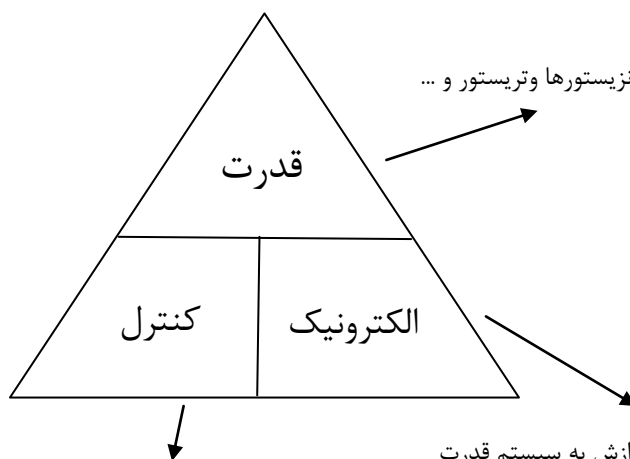 وتریستور و ...
قدرت
الکترونیک
کنترل
به سیستم قدرت